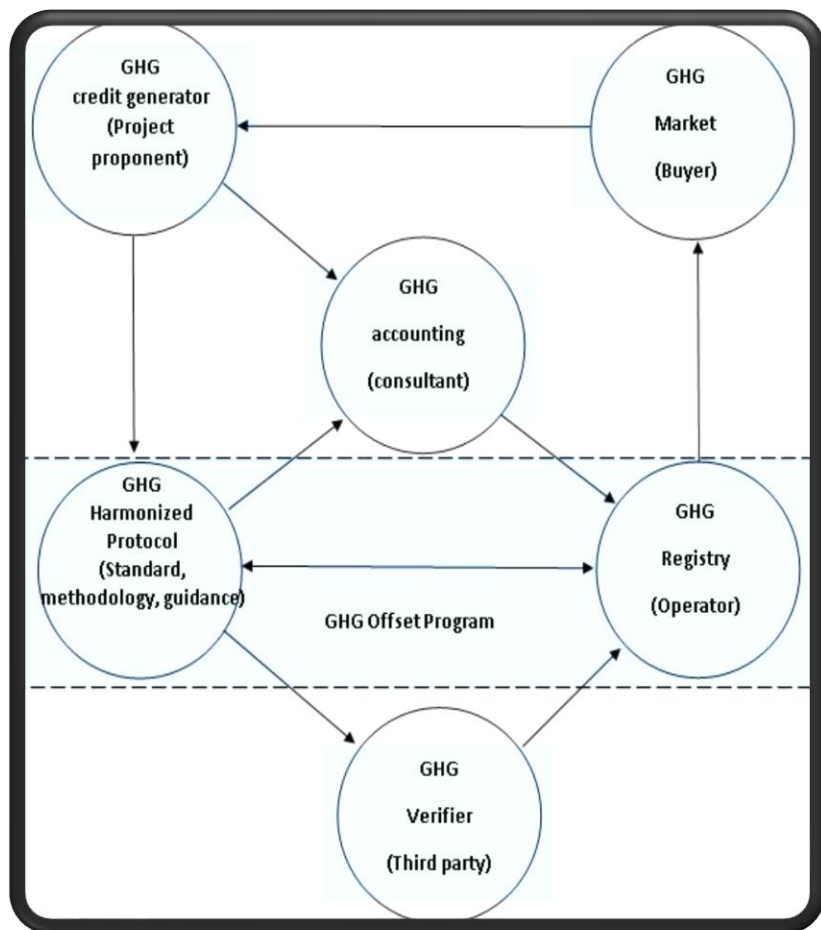 GHG
credit generator
(Project
proponent)
GHG
Market
(Buyer)
GHG
accounting
(consultant)
GHG
Harmonized
Protocol
(Standard,
methodology, guidance)
GHG
Registry
(Operator)
GHG Offset Program
GHG
Verifier
(Third party)